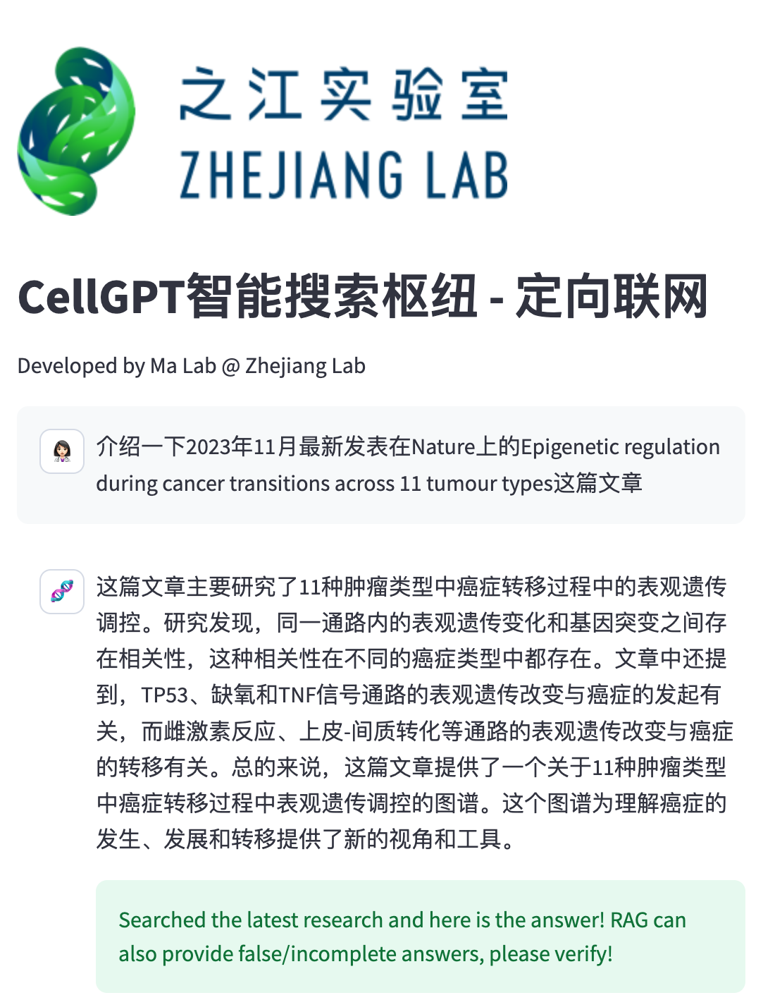 之江实验室
ZHEJIANG LAB
CellGPT智能搜索枢纽 - 定向联网
Developed by Ma Lab @ Zhejiang Lab
介绍一下2023年11月最新发表在Nature上的Epigenetic regulation
during cancer transitions across 11 tumour types这篇文章
这篇文章主要研究了11种肿瘤类型中癌症转移过程中的表观遗传
调控。研究发现，同一通路内的表观遗传变化和基因突变之间存
在相关性，这种相关性在不同的癌症类型中都存在。文章中还提
到，TP53、缺氧和TNF信号通路的表观遗传改变与癌症的发起有
关，而雌激素反应、上皮-间质转化等通路的表观遗传改变与癌症
的转移有关。总的来说，这篇文章提供了一个关于11种肿瘤类型
中癌症转移过程中表观遗传调控的图谱。这个图谱为理解癌症的
发生、发展和转移提供了新的视角和工具。
Searched the latest research and here is the answer! RAG can
also provide false/incomplete answers, please verify!